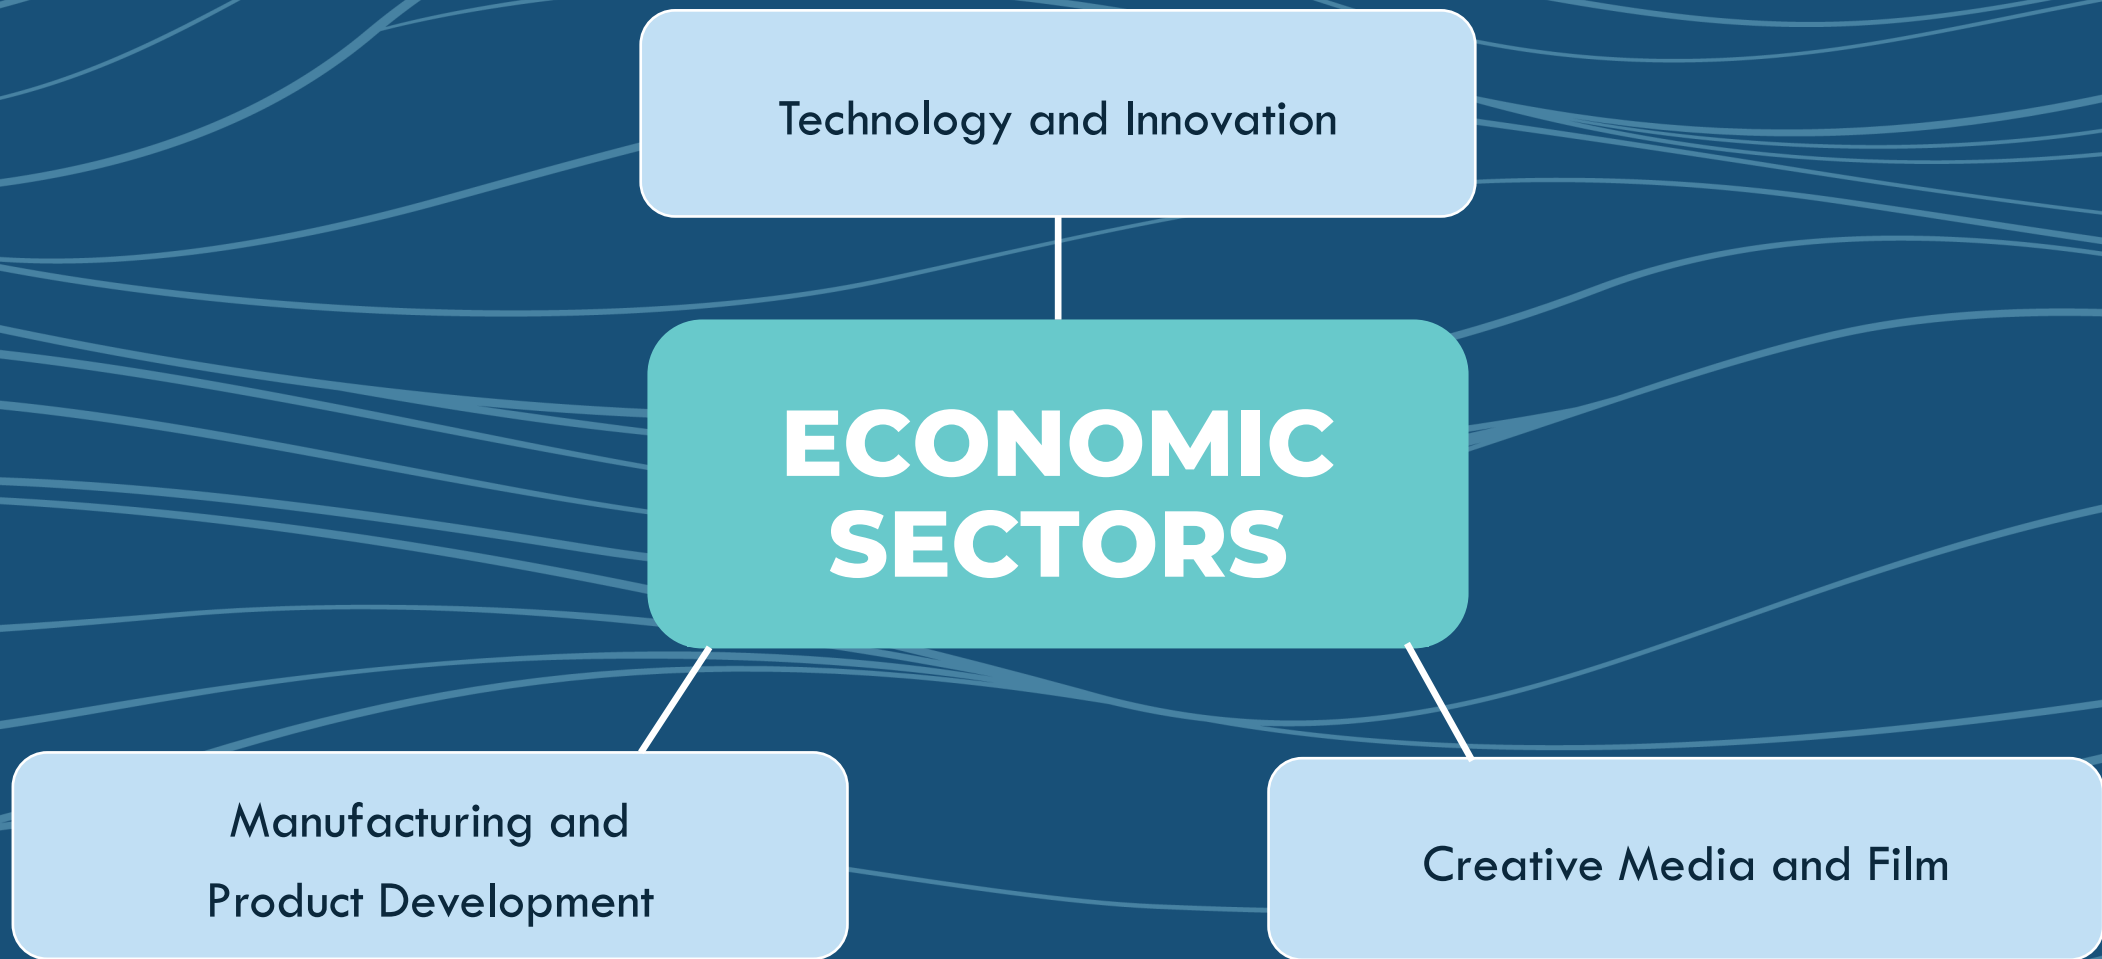 Technology and Innovation
ECONOMIC
SECTORS
Manufacturing and
Product Development
Creative Media and Film